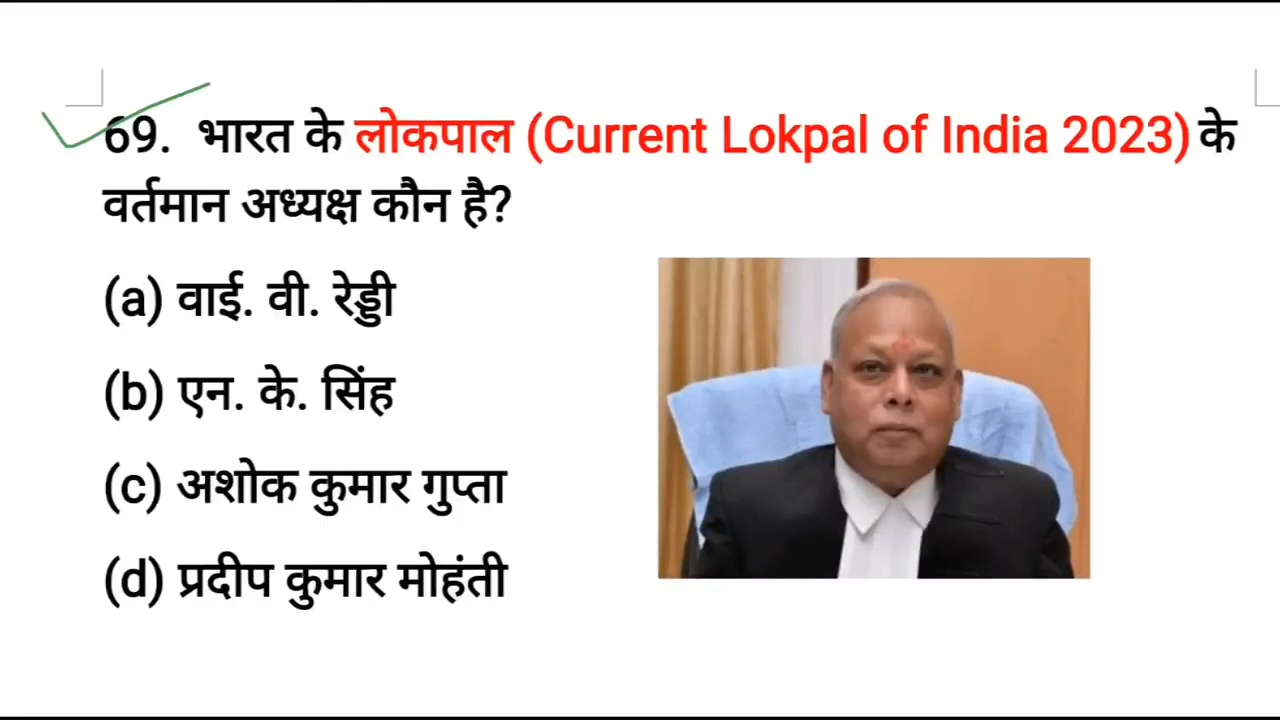 69. भारत के लोकपाल (Current Lokpal of India 2023) के
वर्तमान अध्यक्ष कौन है?
(a) वाई. वी. रेड्डी
(b) एन. के. सिंह
(c) अशोक कुमार गुप्ता
(d) प्रदीप कुमार मोहंती